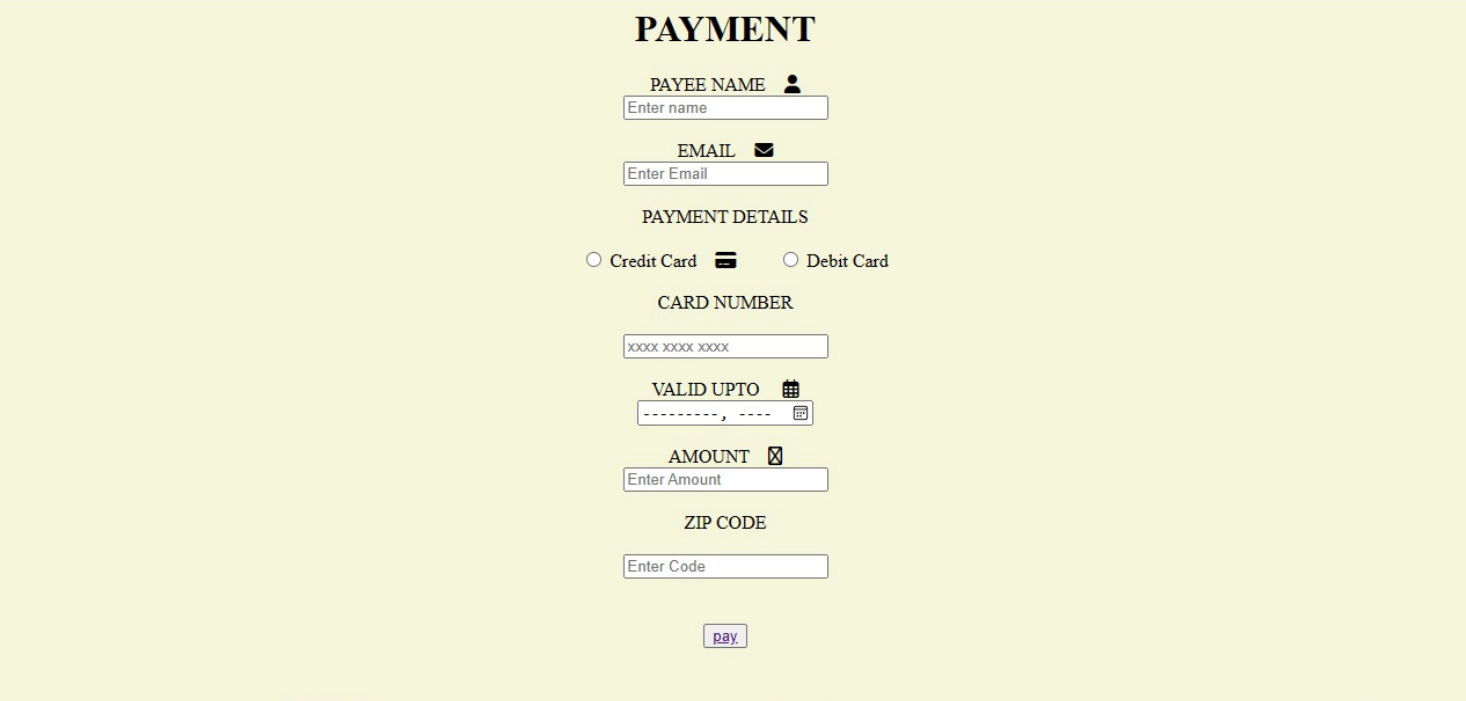 PAYMENT
PAYEE NAME
Enter name
EMAIL
Enter Email
PAYMENT DETAILS
Credit Card Debit Card
CARD NUMBER
xxxx xxxx xxxx
VALID UPTO
---------, ----
AMOUNT
Enter Amount
ZIP CODE
Enter Code
pay